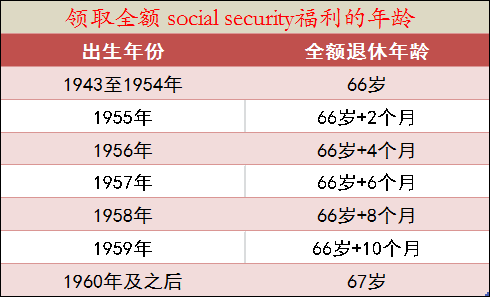 领取全额 social security福利的年龄
出生年份 全额退休年龄
1943至1954年 66岁
1955年 66岁+2个月
1956年 66岁+4个月
1957年 66岁+6个月
1958年 66岁+8个月
1959年 66岁+10个月
1960年及之后 67岁